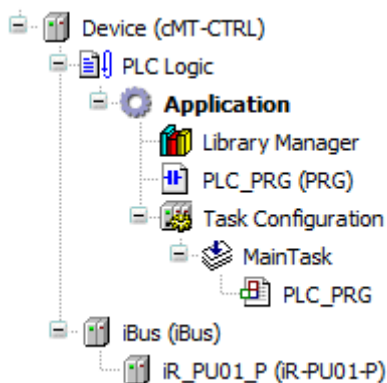 Device (cMT-CTRL)
PLC Logic
Application
Library Manager
PLC_PRG (PRG)
Task Configuration
MainTask
PLC_PRG
iBus (iBus)
iR_PU01_P (iR-PU01-P)